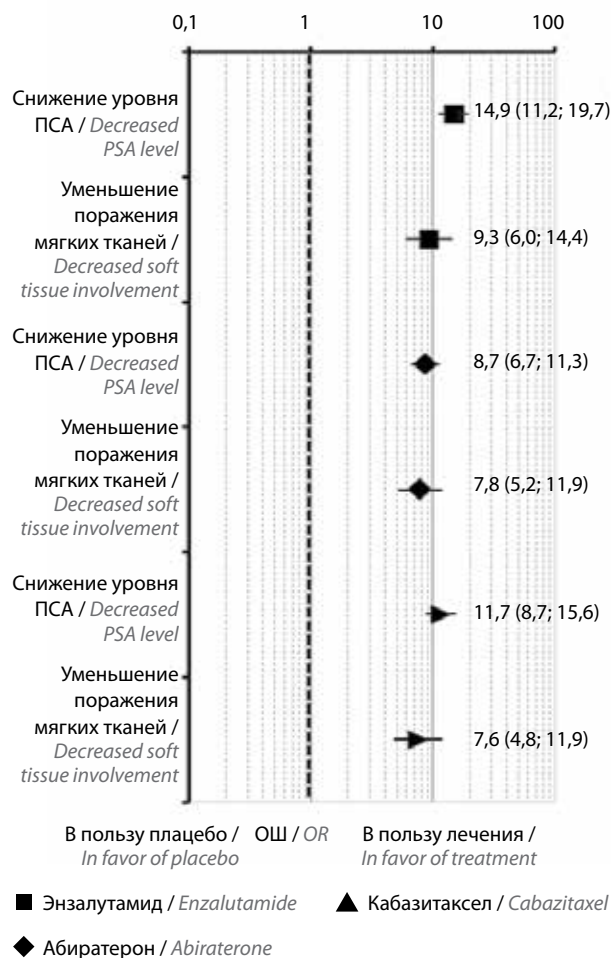 0,1 1 10 100
Снижение уровня
ПСА / Decreased
PSA level
14,9 (11,2; 19,7)
Уменьшение
поражения
мягких тканей /
Decreased soft
tissue involvement
9,3 (6,0; 14,4)
Снижение уровня
ПСА / Decreased
PSA level
8,7 (6,7; 11,3)
Уменьшение
поражения
мягких тканей /
Decreased soft
tissue involvement
7,8 (5,2; 11,9)
Снижение уровня
ПСА / Decreased
PSA level
11,7 (8,7; 15,6)
Уменьшение
поражения
мягких тканей /
Decreased soft
tissue involvement
7,6 (4,8; 11,9)
В пользу плацебо /
In favor of placebo
ОШ / OR
В пользу лечения /
In favor of treatment
Энзалутамид / Enzalutamide
Кабазитаксел / Cabazitaxel
Абиратерон / Abiraterone